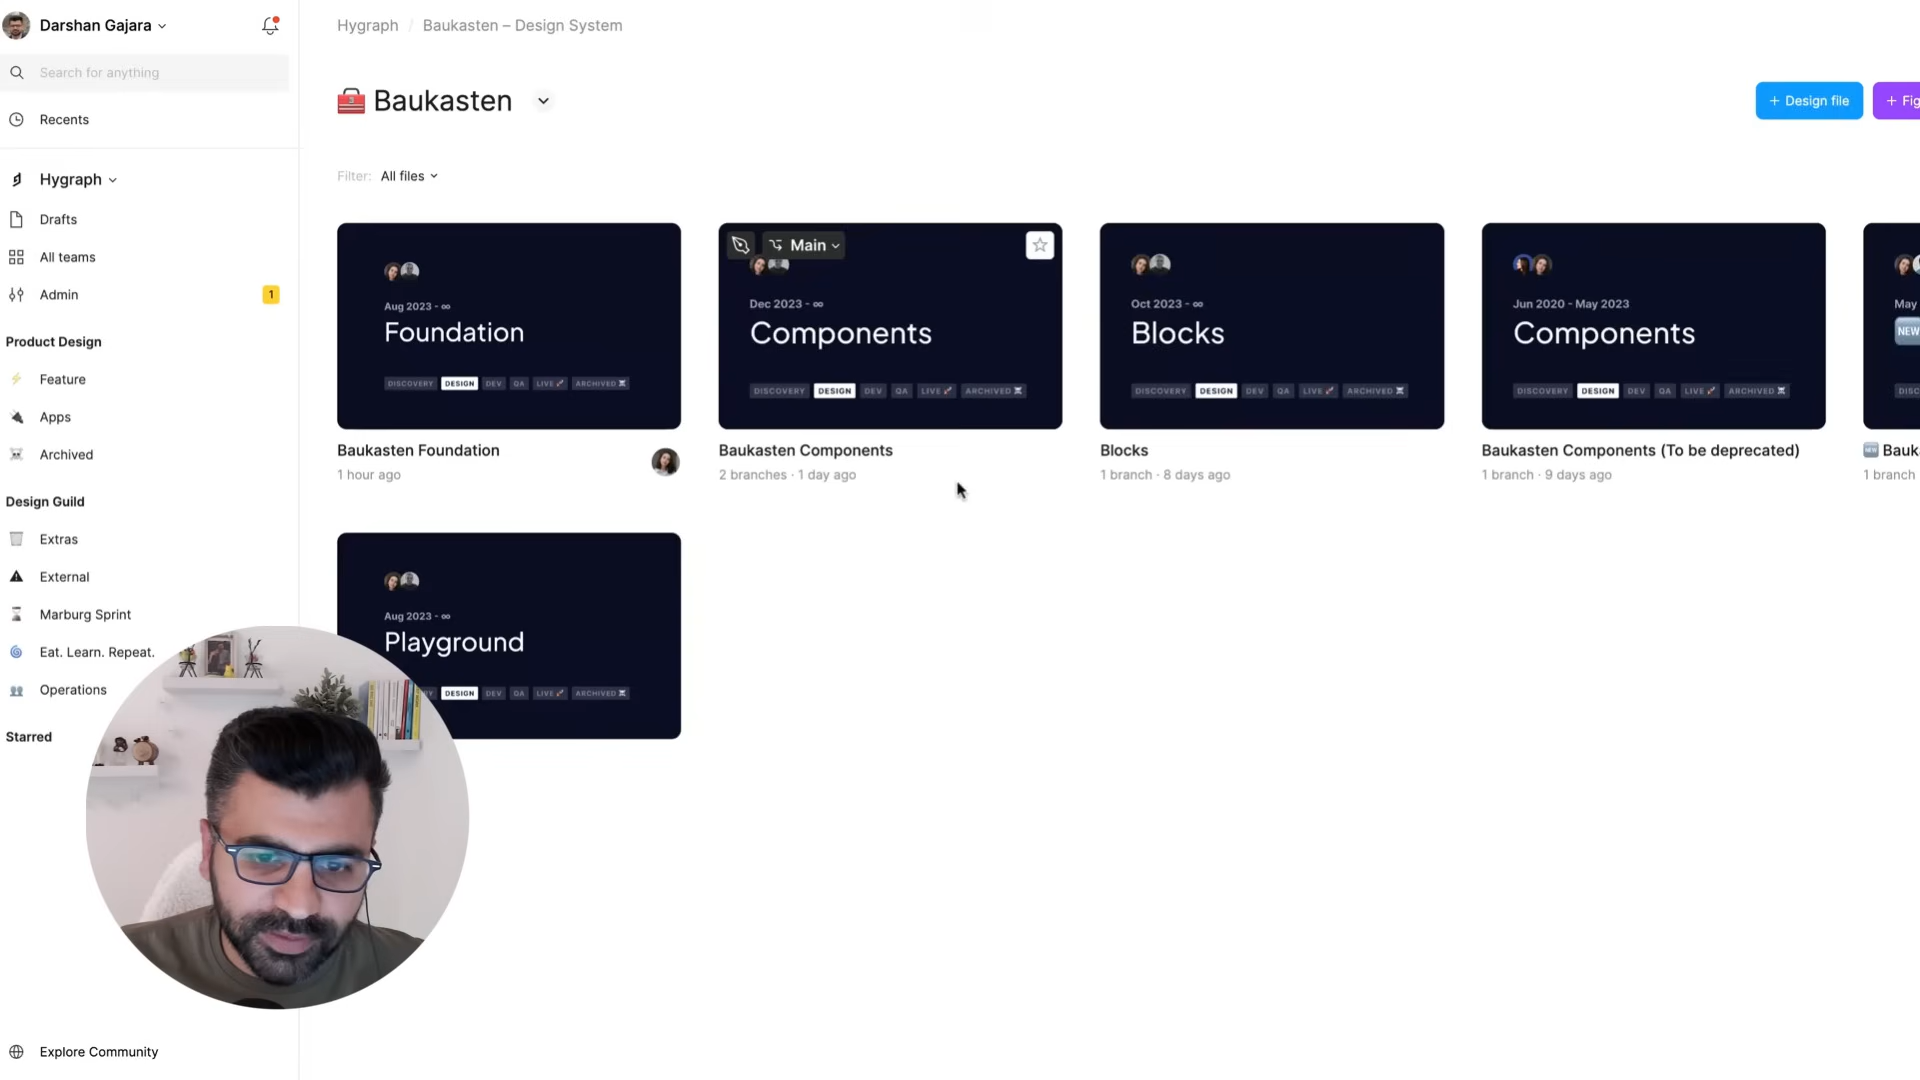 Darshan Gajara
Search for anything
Recents
Hygraph
Drafts
All teams
Admin
1
Product Design
Feature
Apps
Archived
Design Guild
Extras
External
Marburg Sprint
Eat. Learn. Repeat.
Operations
Starred
Explore Community
Hygraph / Baukasten – Design System
Baukasten
+ Design file
+ Fig
Filter: All files
Aug 2023 - ∞
Foundation
DISCOVERY DESIGN DEV QA LIVE ARCHIVED
Baukasten Foundation
1 hour ago
Main
Dec 2023 - ∞
Components
DISCOVERY DESIGN DEV QA LIVE ARCHIVED
Baukasten Components
2 branches · 1 day ago
Oct 2023 - ∞
Blocks
DISCOVERY DESIGN DEV QA LIVE ARCHIVED
Blocks
1 branch · 8 days ago
Jun 2020 - May 2023
Components
DISCOVERY DESIGN DEV QA LIVE ARCHIVED
Baukasten Components (To be deprecated)
1 branch · 9 days ago
May
NEW
DISC
NEW Bauk
1 branch
Aug 2023 - ∞
Playground
DESIGN DEV QA LIVE ARCHIVED